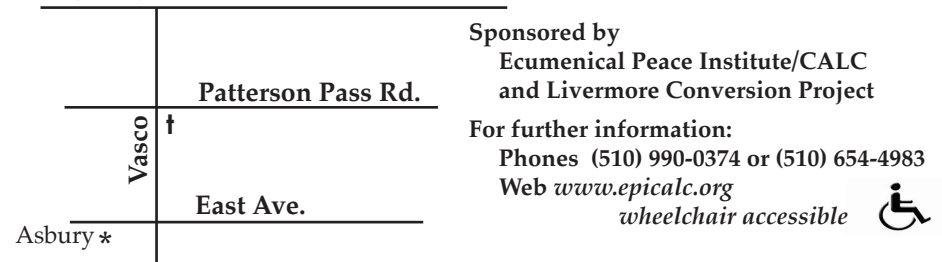 Sponsored by
Ecumenical Peace Institute/CALC
and Livermore Conversion Project
Patterson Pass Rd.
Vasco
†
For further information:
Phones (510) 990-0374 or (510) 654-4983
Web www.epicalc.org
wheelchair accessible
East Ave.
Asbury *